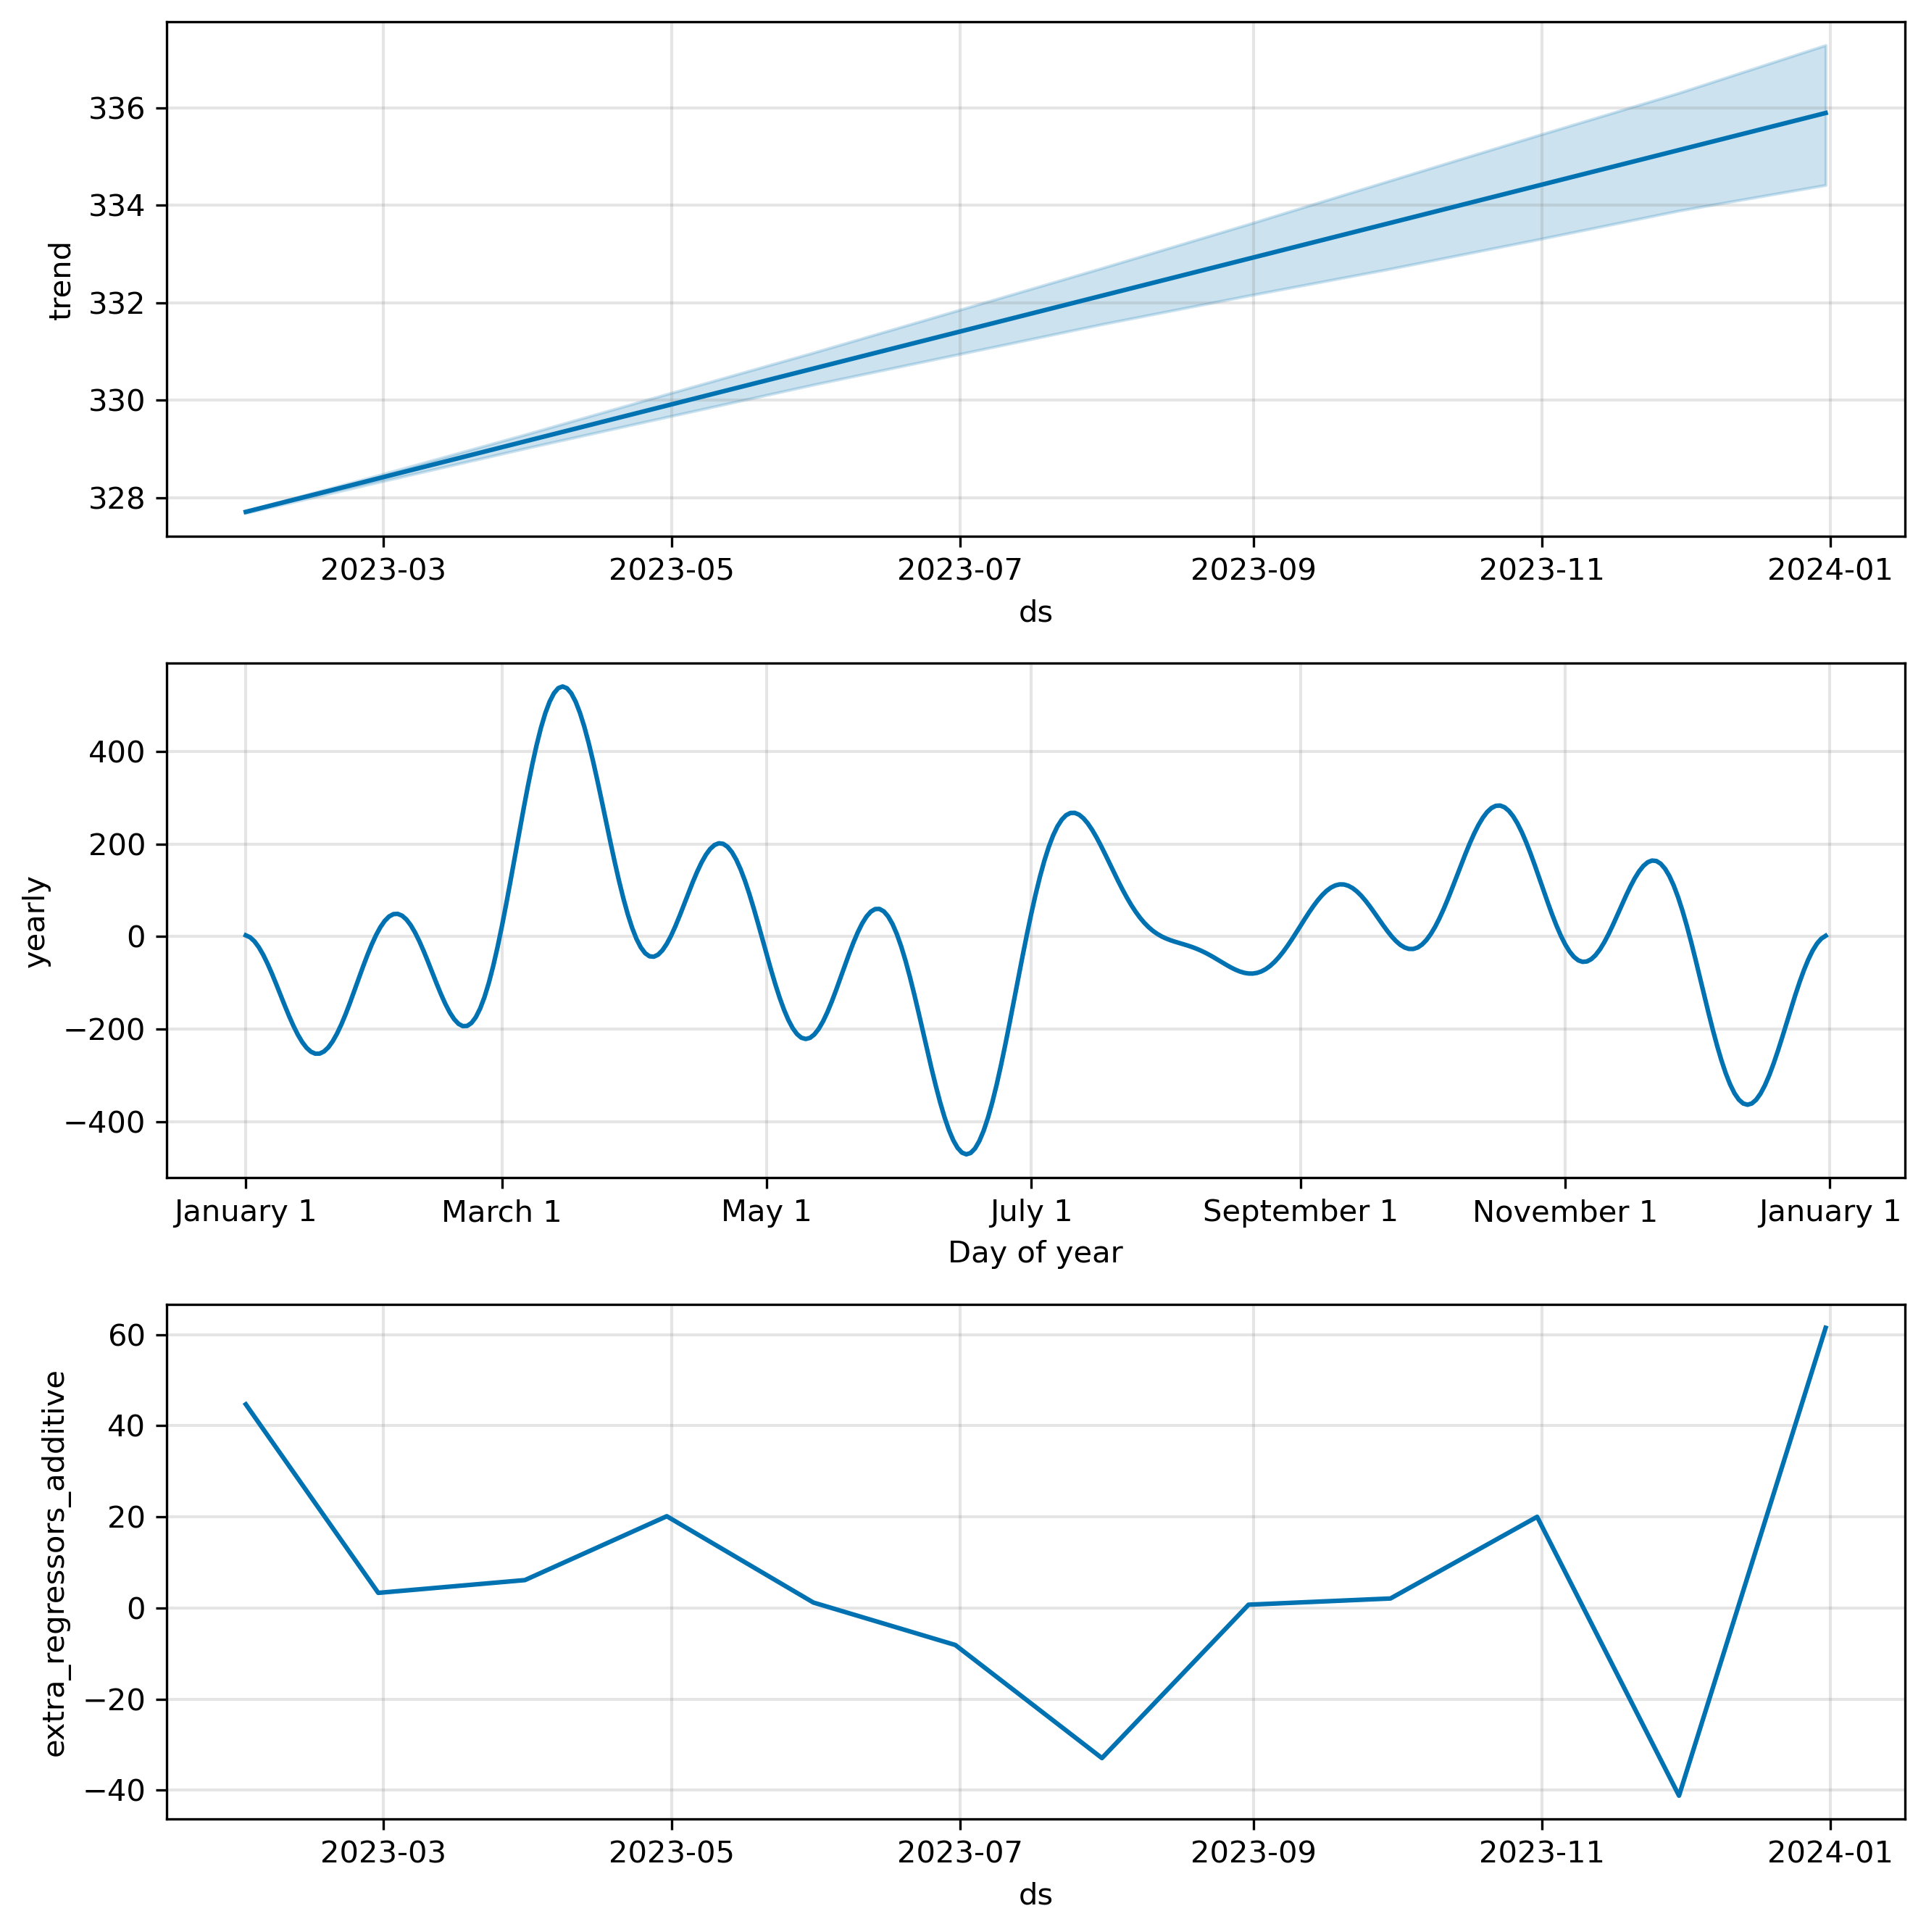 336
334
332
330
328
trend
2023-03 2023-05 2023-07 2023-09 2023-11 2024-01
ds
400
200
0
−200
−400
yearly
January 1 March 1 May 1 July 1 September 1 November 1 January 1
Day of year
60
40
20
0
−20
−40
extra_regressors_additive
2023-03 2023-05 2023-07 2023-09 2023-11 2024-01
ds